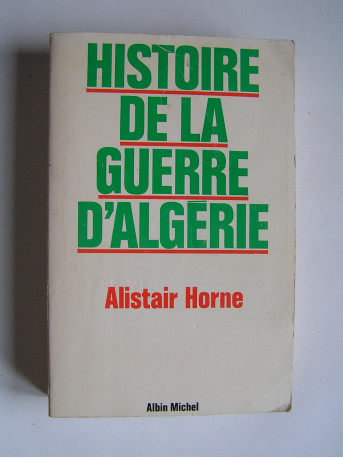 HISTOIRE
DE LA
GUERRE
D'ALGÉRIE
Alistair Horne
Albin Michel